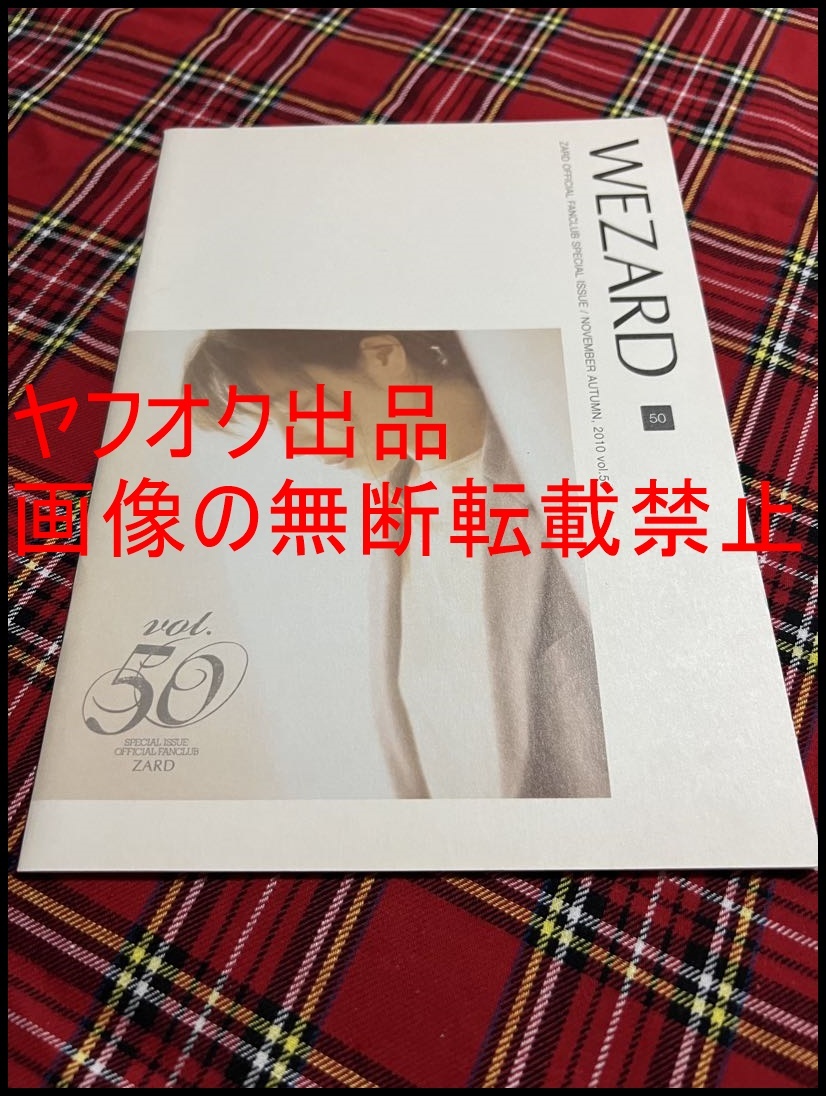 WEZARD
50
ZARD OFFICIAL FANCLUB SPECIAL ISSUE / NOVEMBER AUTUMN, 2010 vol.5
ヤフオク出品
画像の無断転載禁止
vol.
50
SPECIAL ISSUE
OFFICIAL FANCLUB
ZARD